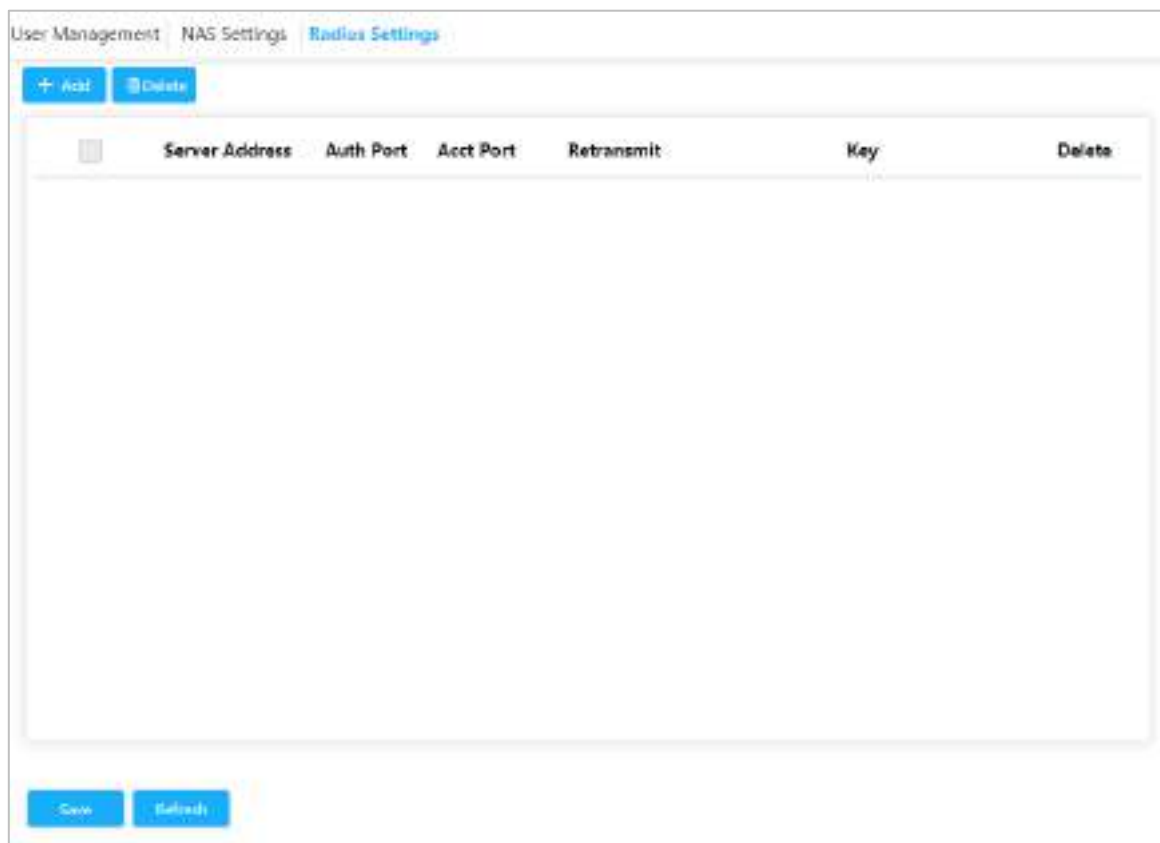 User Management NAS Settings Radius Settings
+ Add Delete
Server Address Auth Port Acct Port Retransmit Key Delete
Save Refresh